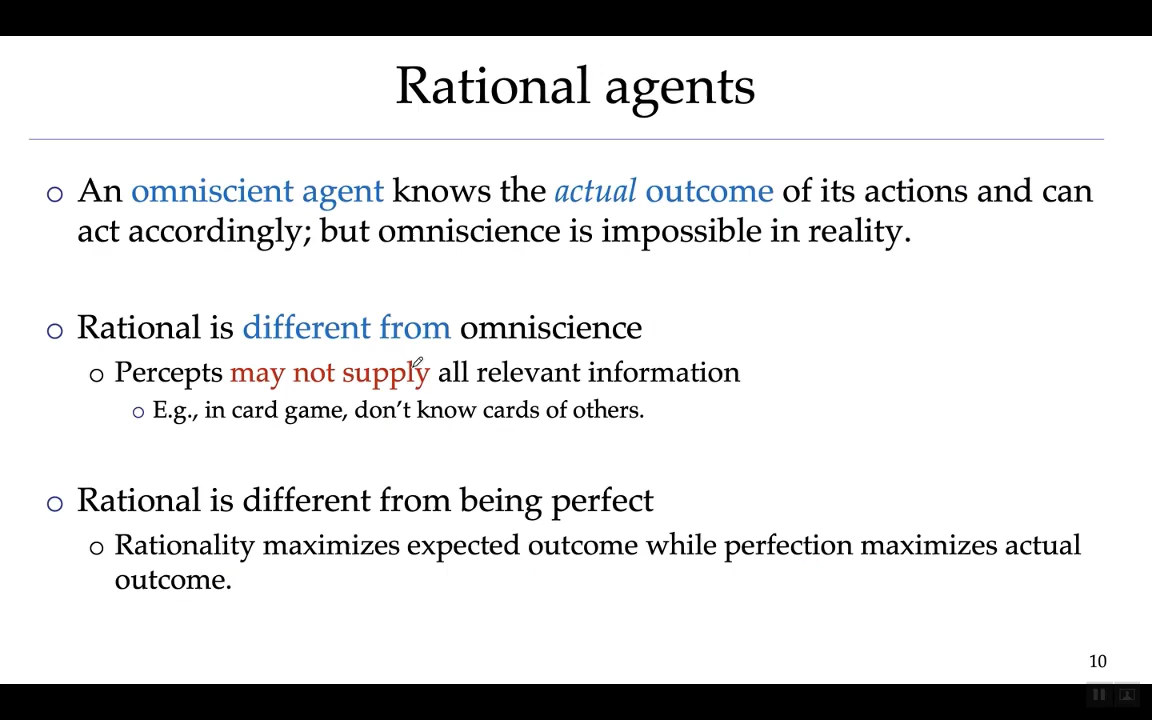 Rational agents
An omniscient agent knows the actual outcome of its actions and can
act accordingly; but omniscience is impossible in reality.
Rational is different from omniscience
Percepts may not supply all relevant information
E.g., in card game, don’t know cards of others.
Rational is different from being perfect
Rationality maximizes expected outcome while perfection maximizes actual
outcome.
10